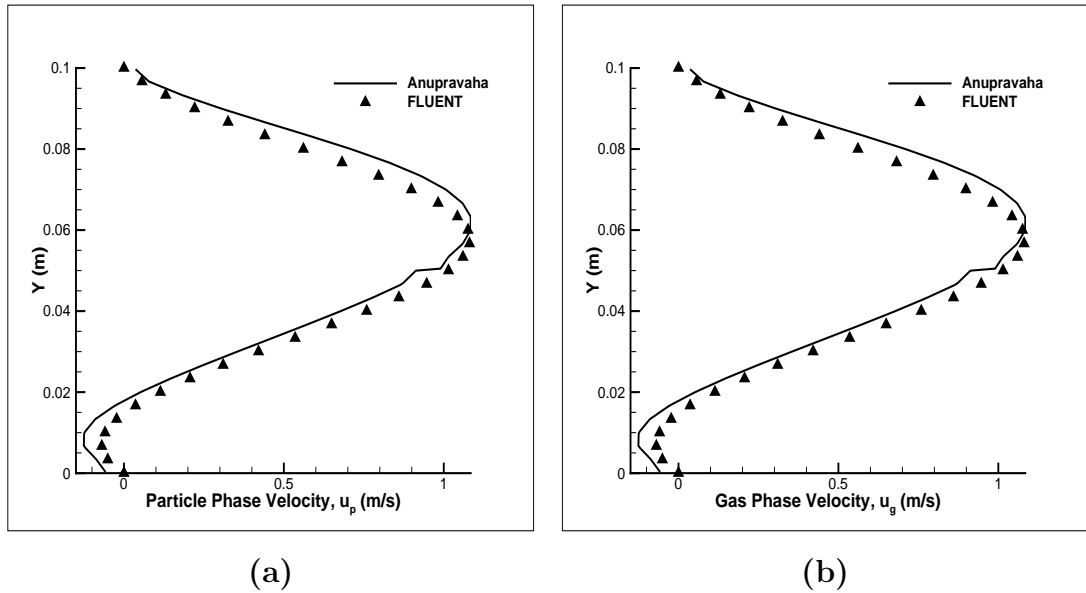 0.1
0.08
0.06
0.04
0.02
0
Y (m)
Anupravaha
FLUENT
0
0.5
1
Particle Phase Velocity, u_p (m/s)
(a)
0.1
0.08
0.06
0.04
0.02
0
Y (m)
Anupravaha
FLUENT
0
0.5
1
Gas Phase Velocity, u_g (m/s)
(b)